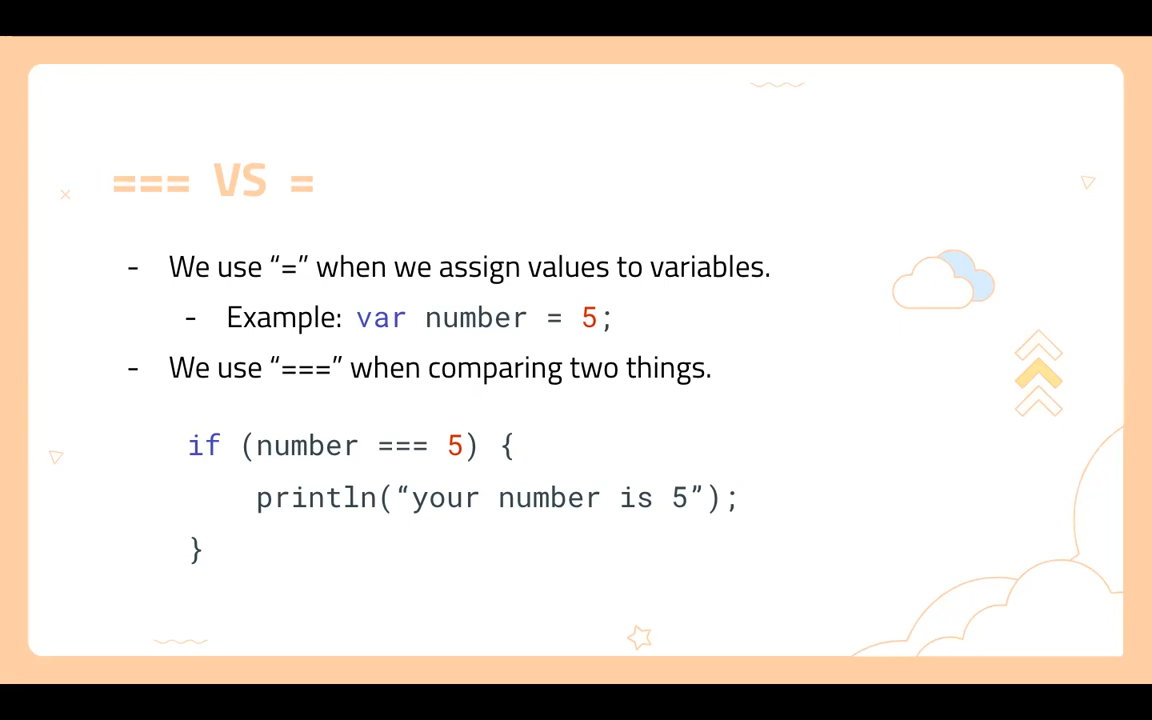 === VS =
- We use “=” when we assign values to variables.
- Example: var number = 5;
- We use “===” when comparing two things.
if (number === 5) {
println(“your number is 5”);
}